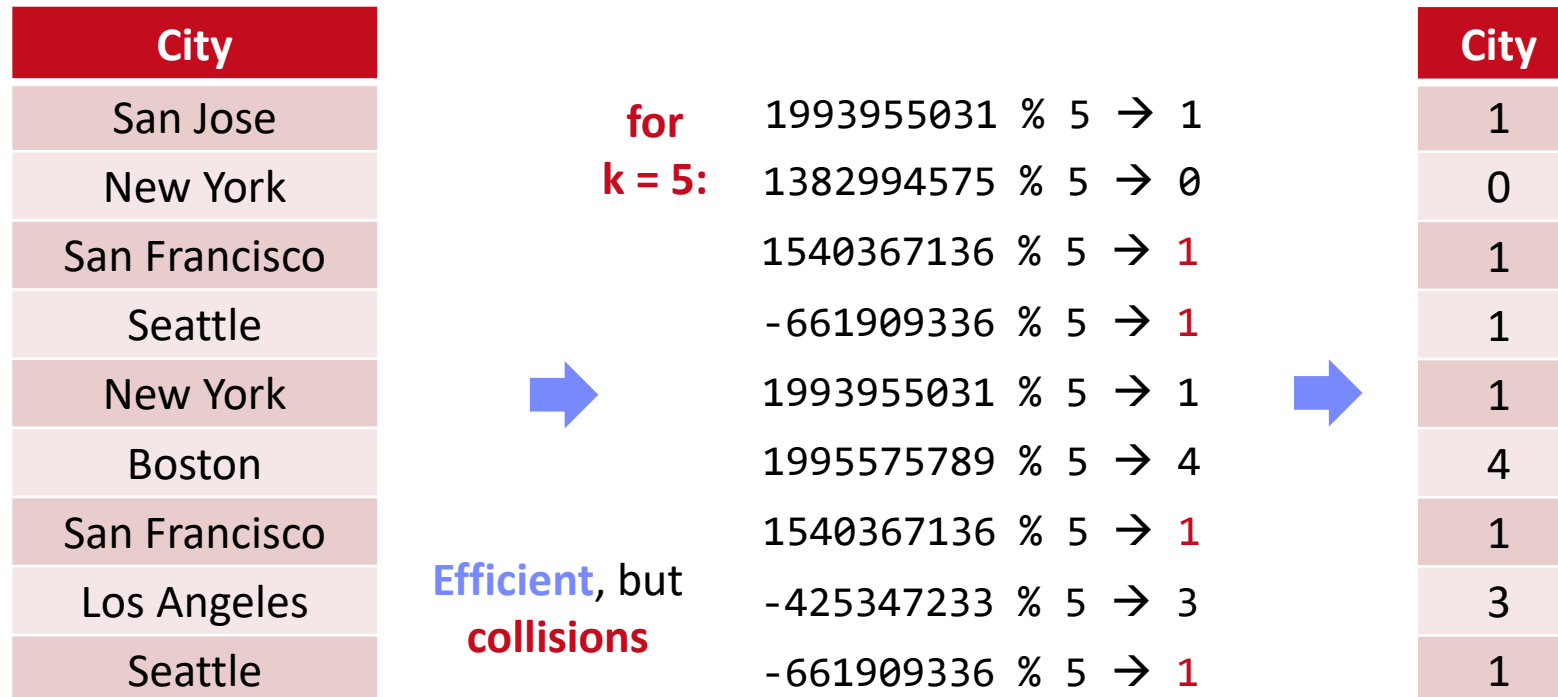 City
San Jose
New York
San Francisco
Seattle
New York
Boston
San Francisco
Los Angeles
Seattle
for
k = 5:
1993955031 % 5 → 1
1382994575 % 5 → 0
1540367136 % 5 → 1
-661909336 % 5 → 1
1993955031 % 5 → 1
1995575789 % 5 → 4
1540367136 % 5 → 1
-425347233 % 5 → 3
-661909336 % 5 → 1
Efficient, but
collisions
City
1
0
1
1
1
4
1
3
1